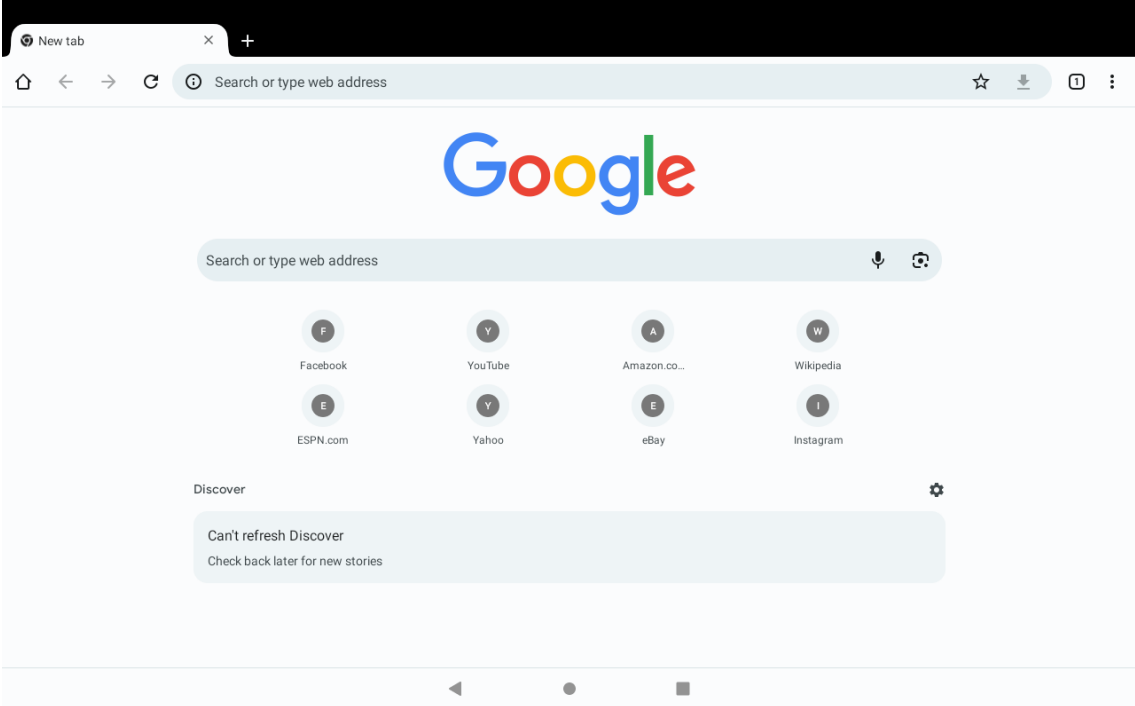 New tab
Search or type web address
1
Google
Search or type web address
F Y A W
Facebook YouTube Amazon.co... Wikipedia
E Y E I
ESPN.com Yahoo eBay Instagram
Discover
Can't refresh Discover
Check back later for new stories